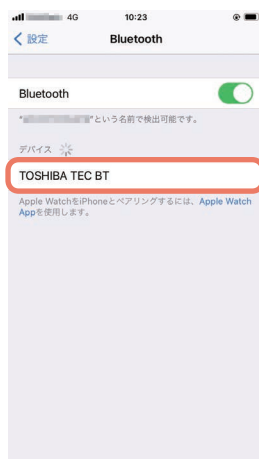 4G 10:23
設定 Bluetooth
Bluetooth
"という名前で検出可能です。
デバイス
TOSHIBA TEC BT
Apple WatchをiPhoneとペアリングするには、Apple Watch
Appを使用します。